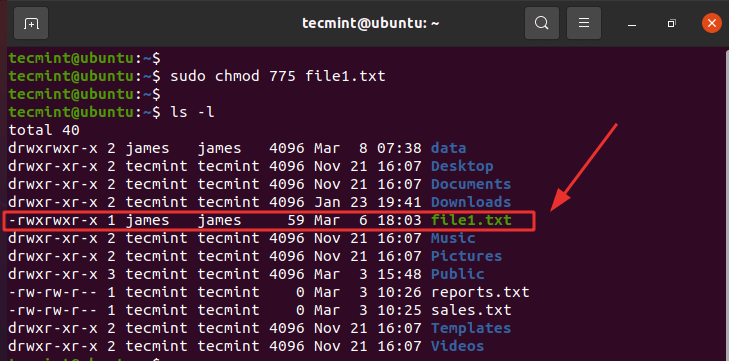 tecmint@ubuntu: ~
tecmint@ubuntu:~$
tecmint@ubuntu:~$ sudo chmod 775 file1.txt
tecmint@ubuntu:~$
tecmint@ubuntu:~$ ls -l
total 40
drwxrwxr-x 2 james   james   4096 Mar  8 07:38 data
drwxr-xr-x 2 tecmint tecmint 4096 Nov 21 16:07 Desktop
drwxr-xr-x 2 tecmint tecmint 4096 Nov 21 16:07 Documents
drwxr-xr-x 2 tecmint tecmint 4096 Jan 23 19:41 Downloads
-rwxrwxr-x 1 james   james     59 Mar  6 18:03 file1.txt
drwxr-xr-x 2 tecmint tecmint 4096 Nov 21 16:07 Music
drwxr-xr-x 2 tecmint tecmint 4096 Nov 21 16:07 Pictures
drwxr-xr-x 3 tecmint tecmint 4096 Mar  3 15:48 Public
-rw-rw-r-- 1 tecmint tecmint    0 Mar  3 10:26 reports.txt
-rw-rw-r-- 1 tecmint tecmint    0 Mar  3 10:25 sales.txt
drwxr-xr-x 2 tecmint tecmint 4096 Nov 21 16:07 Templates
drwxr-xr-x 2 tecmint tecmint 4096 Nov 21 16:07 Videos